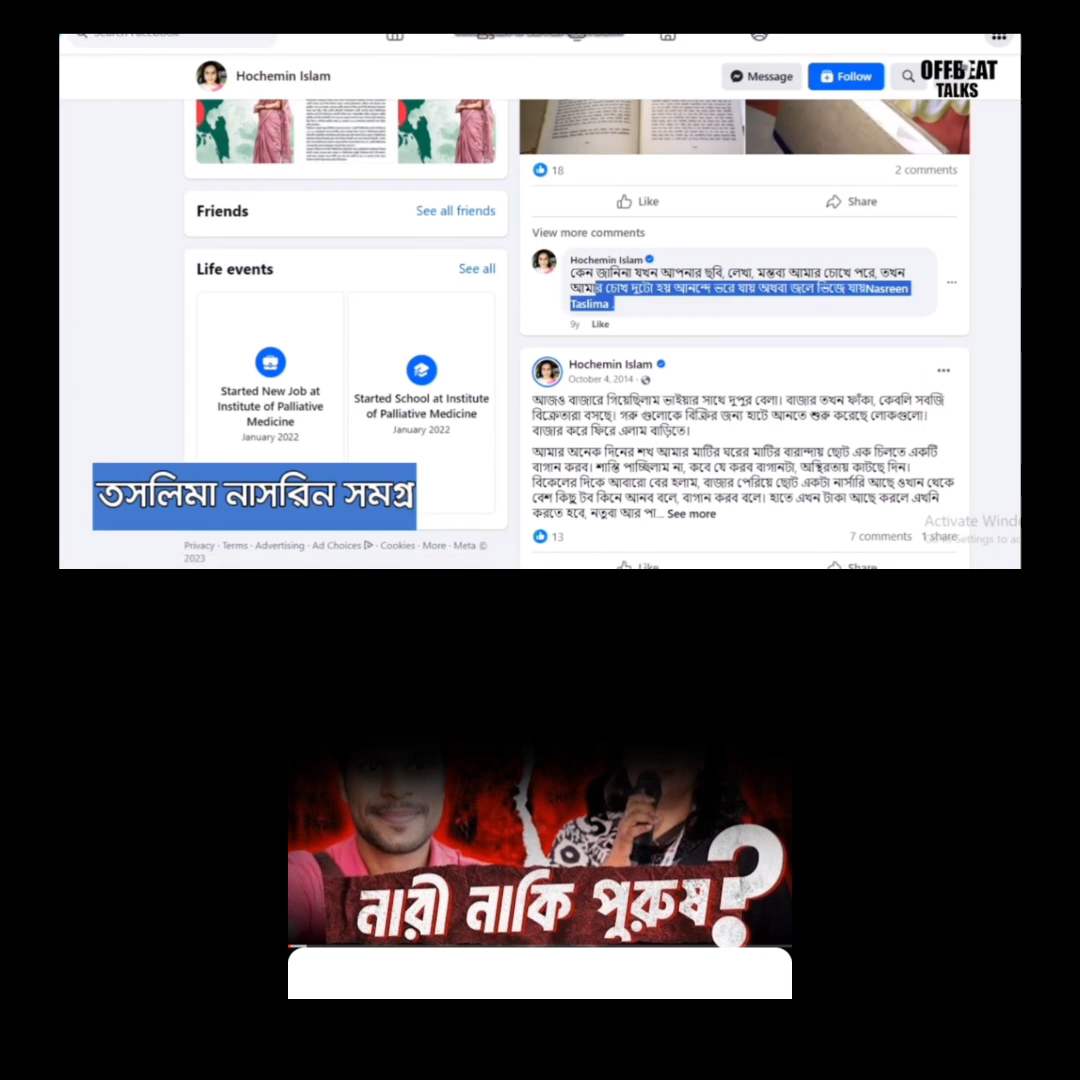 Hochemin Islam
Message
Follow
OFFBEAT
TALKS
18
2 comments
Like
Share
Friends
See all friends
View more comments
Life events
See all
Hochemin Islam
কেন জানিনা যখন আপনার ছবি, লেখা, মন্তব্য আমার চোখে পরে, তখন
আমার চোখ দুটো হয় আনন্দে ভরে যায় অথবা জলে ভিজে যায়Nasreen
Taslima .
9y Like
Started New Job at
Institute of Palliative
Medicine
January 2022
Started School at Institute
of Palliative Medicine
January 2022
Hochemin Islam
October 4, 2014 ·
আজও বাজারে গিয়েছিলাম ভাইয়ার সাথে দুপুর বেলা। বাজার তখন ফাঁকা, কেবলি সবজি
বিক্রেতারা বসছে। গরু গুলোকে বিক্রির জন্য হাটে আনতে শুরু করেছে লোকগুলো।
বাজার করে ফিরে এলাম বাড়িতে।
আমার অনেক দিনের শখ আমার মাটির ঘরের মাটির বারান্দায় ছোট এক চিলতে একটি
বাগান করব। শান্তি পাচ্ছিলাম না, কবে যে করব বাগানটা, অস্থিরতায় কাটছে দিন।
বিকেলের দিকে আবারো বের হলাম, বাজার পেরিয়ে ছোট একটা নার্সারি আছে ওখান থেকে
বেশ কিছু টব কিনে আনব বলে, বাগান করব বলে। হাতে এখন টাকা আছে করলে এখনি
করতে হবে, নতুবা আর পা... See more
তসলিমা নাসরিন সমগ্র
13
7 comments 1 share
Privacy · Terms · Advertising · Ad Choices · Cookies · More · Meta ©
2023
Like
Share
নারী নাকি পুরুষ?